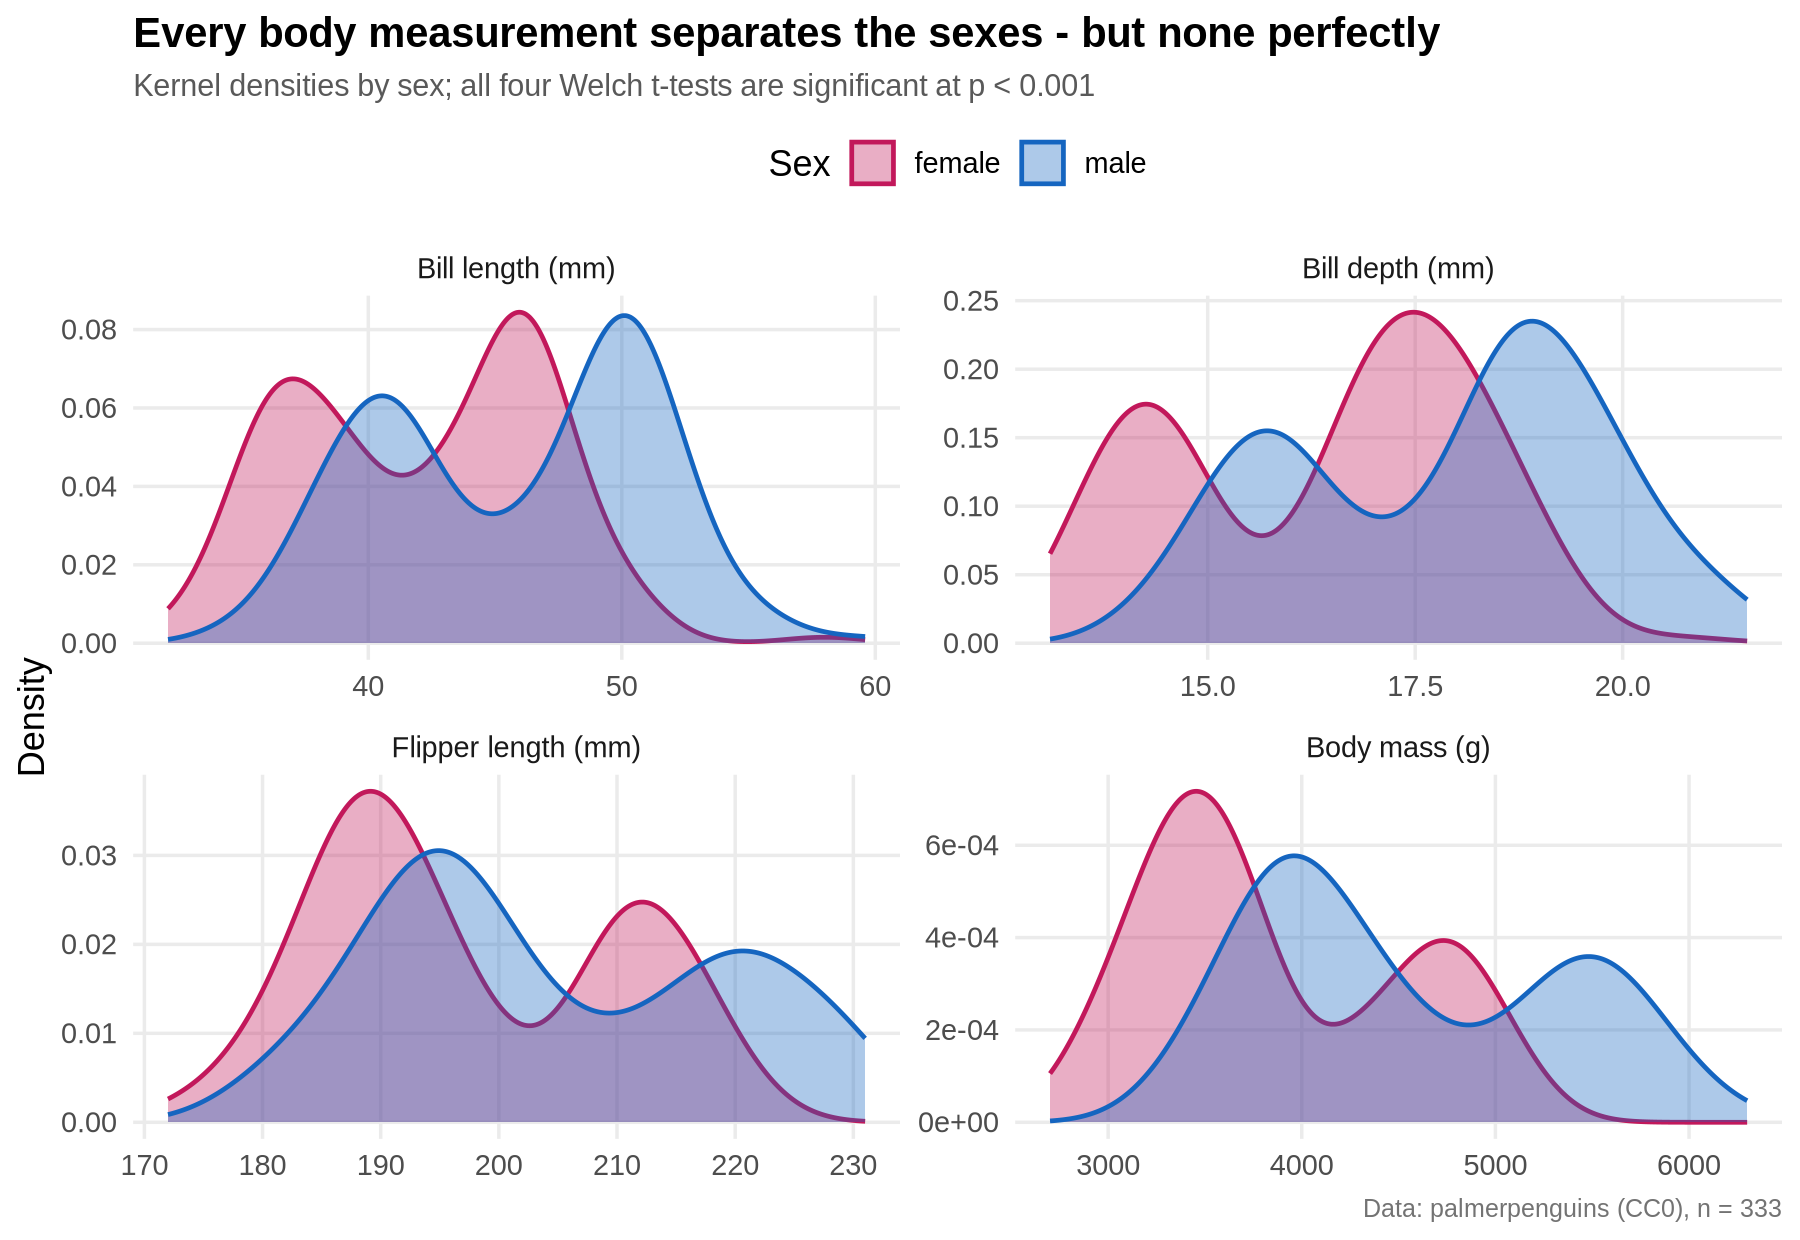 Every body measurement separates the sexes - but none perfectly
Kernel densities by sex; all four Welch t-tests are significant at p < 0.001
Sex female male
Bill length (mm)
0.08
0.06
0.04
0.02
0.00
40 50 60
Bill depth (mm)
0.25
0.20
0.15
0.10
0.05
0.00
15.0 17.5 20.0
Density
Flipper length (mm)
0.03
0.02
0.01
0.00
170 180 190 200 210 220 230
Body mass (g)
6e-04
4e-04
2e-04
0e+00
3000 4000 5000 6000
Data: palmerpenguins (CC0), n = 333